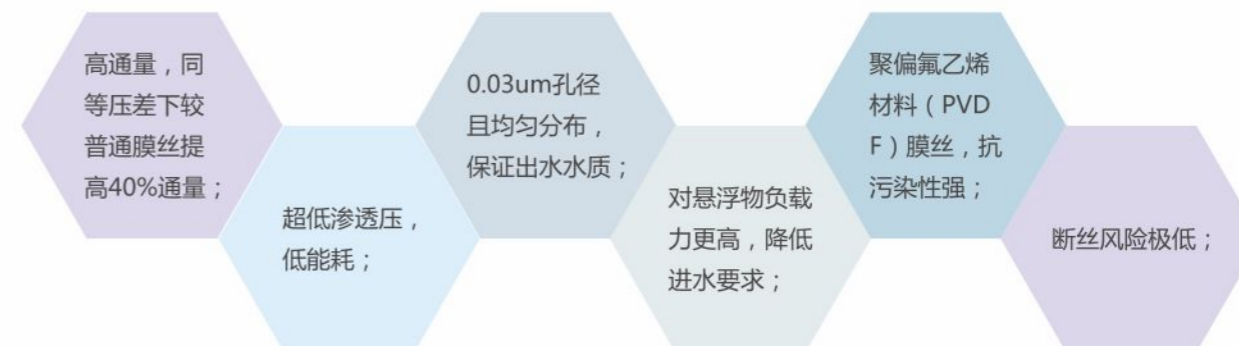 高通量，同
等压差下较
普通膜丝提
高40%通量；
超低渗透压，
低能耗；
0.03um孔径
且均匀分布，
保证出水水质；
对悬浮物负载
力更高，降低
进水要求；
聚偏氟乙烯
材料（PVD
F）膜丝，抗
污染性强；
断丝风险极低；